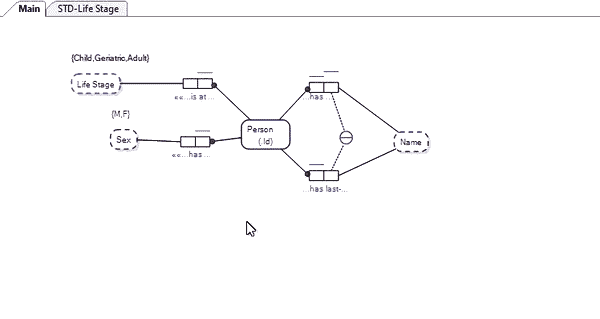 Main
STD-Life Stage
{Child,Geriatric,Adult}
Life Stage
««...is at ...
...has...
{M,F}
Sex
««...has ...
Person
(.Id)
Name
...has last-...